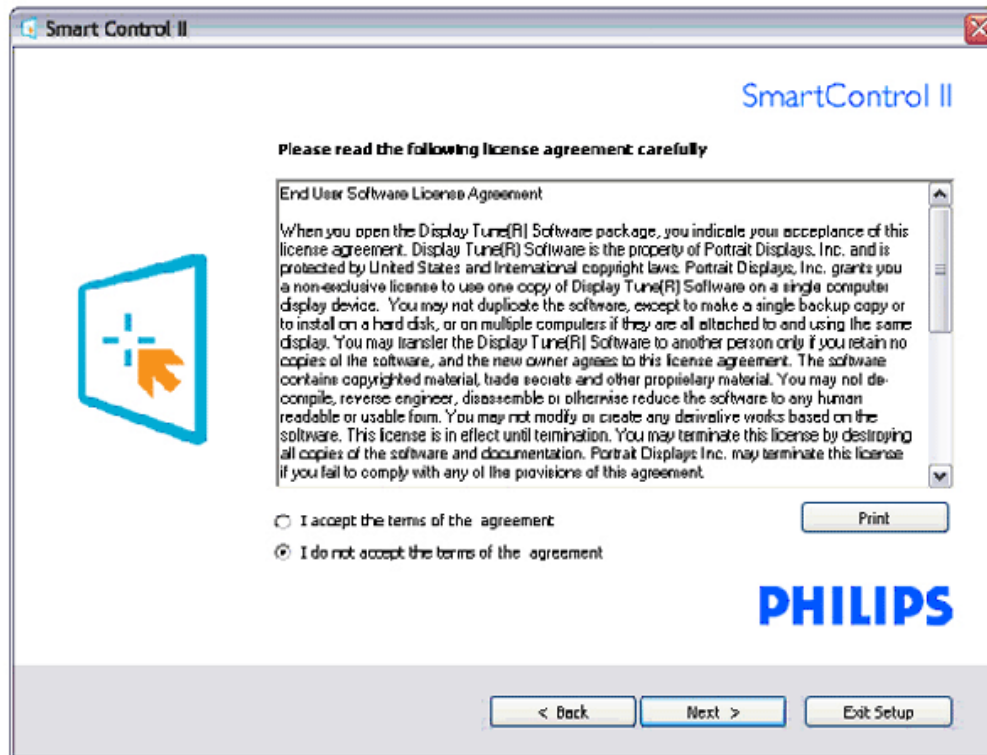 Smart Control II
SmartControl II
Please read the following license agreement carefully
End User Software License Agreement
When you open the Display Tune(R) Software package, you indicate your acceptance of this
license agreement. Display Tune(R) Software is the property of Portrait Displays, Inc. and is
protected by United States and International copyright laws. Portrait Displays, Inc. grants you
a non-exclusive license to use one copy of Display Tune(R) Software on a single computer
display device. You may not duplicate the software, except to make a single backup copy or
to install on a hard disk, or on multiple computers if they are all attached to and using the same
display. You may transfer the Display Tune(R) Software to another person only if you retain no
copies of the software, and the new owner agrees to this license agreement. The software
contains copyrighted material, trade secrets and other proprietary material. You may not de-
compile, reverse engineer, disassemble or otherwise reduce the software to any human
readable or usable form. You may not modify or create any derivative works based on the
software. This license is in effect until termination. You may terminate this license by destroying
all copies of the software and documentation. Portrait Displays Inc. may terminate this license
if you fail to comply with any of the provisions of this agreement.
I accept the terms of the agreement
Print
I do not accept the terms of the agreement
PHILIPS
< Back
Next >
Exit Setup